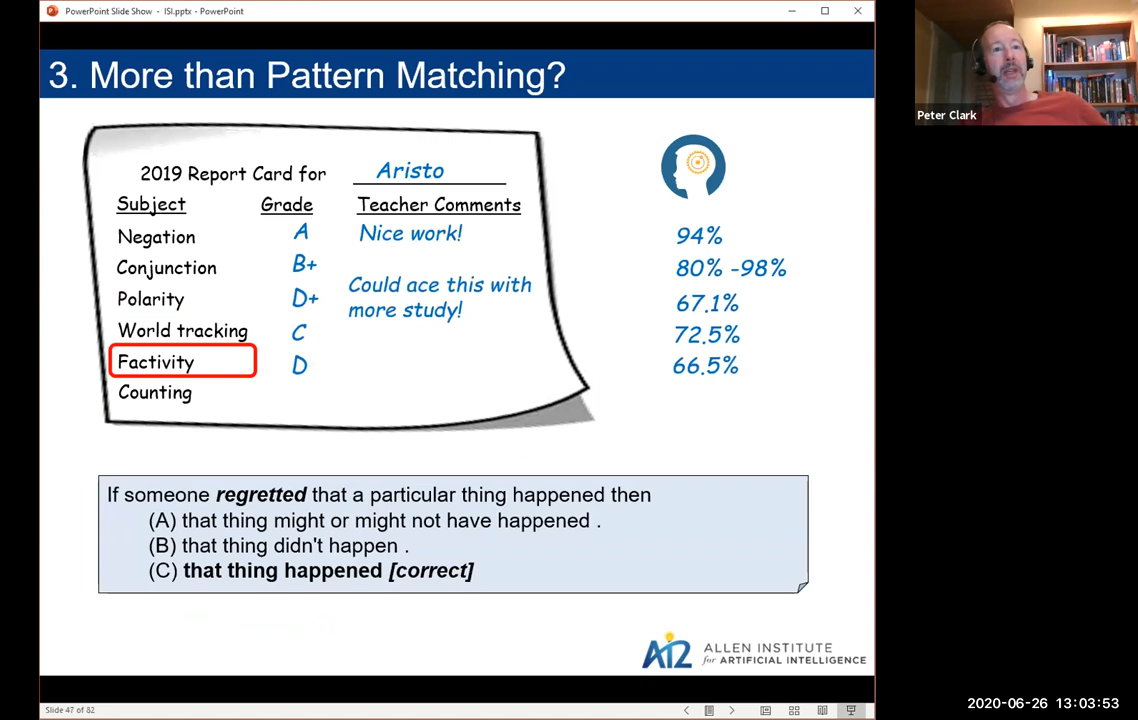 PowerPoint Slide Show - ISI.pptx - PowerPoint
3. More than Pattern Matching?
2019 Report Card for Aristo
Subject Grade Teacher Comments
Negation A Nice work! 94%
Conjunction B+ 80% -98%
Polarity D+ Could ace this with more study! 67.1%
World tracking C 72.5%
Factivity D 66.5%
Counting
If someone regretted that a particular thing happened then
(A) that thing might or might not have happened .
(B) that thing didn't happen .
(C) that thing happened [correct]
AI2 ALLEN INSTITUTE
for ARTIFICIAL INTELLIGENCE
Slide 47 of 82
Peter Clark
2020-06-26 13:03:53